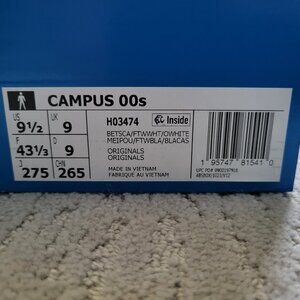 CAMPUS 00s
US
9½
UK
9
F
43⅓
D
9
J
275
CHN
265
H03474
Inside
BETSCA/FTWWHT/OWHITE
MEIPOU/FTWBLA/BLACAS
ORIGINALS
ORIGINALS
MADE IN VIETNAM
FABRIQUE AU VIETNAM
1 95747 81541 0